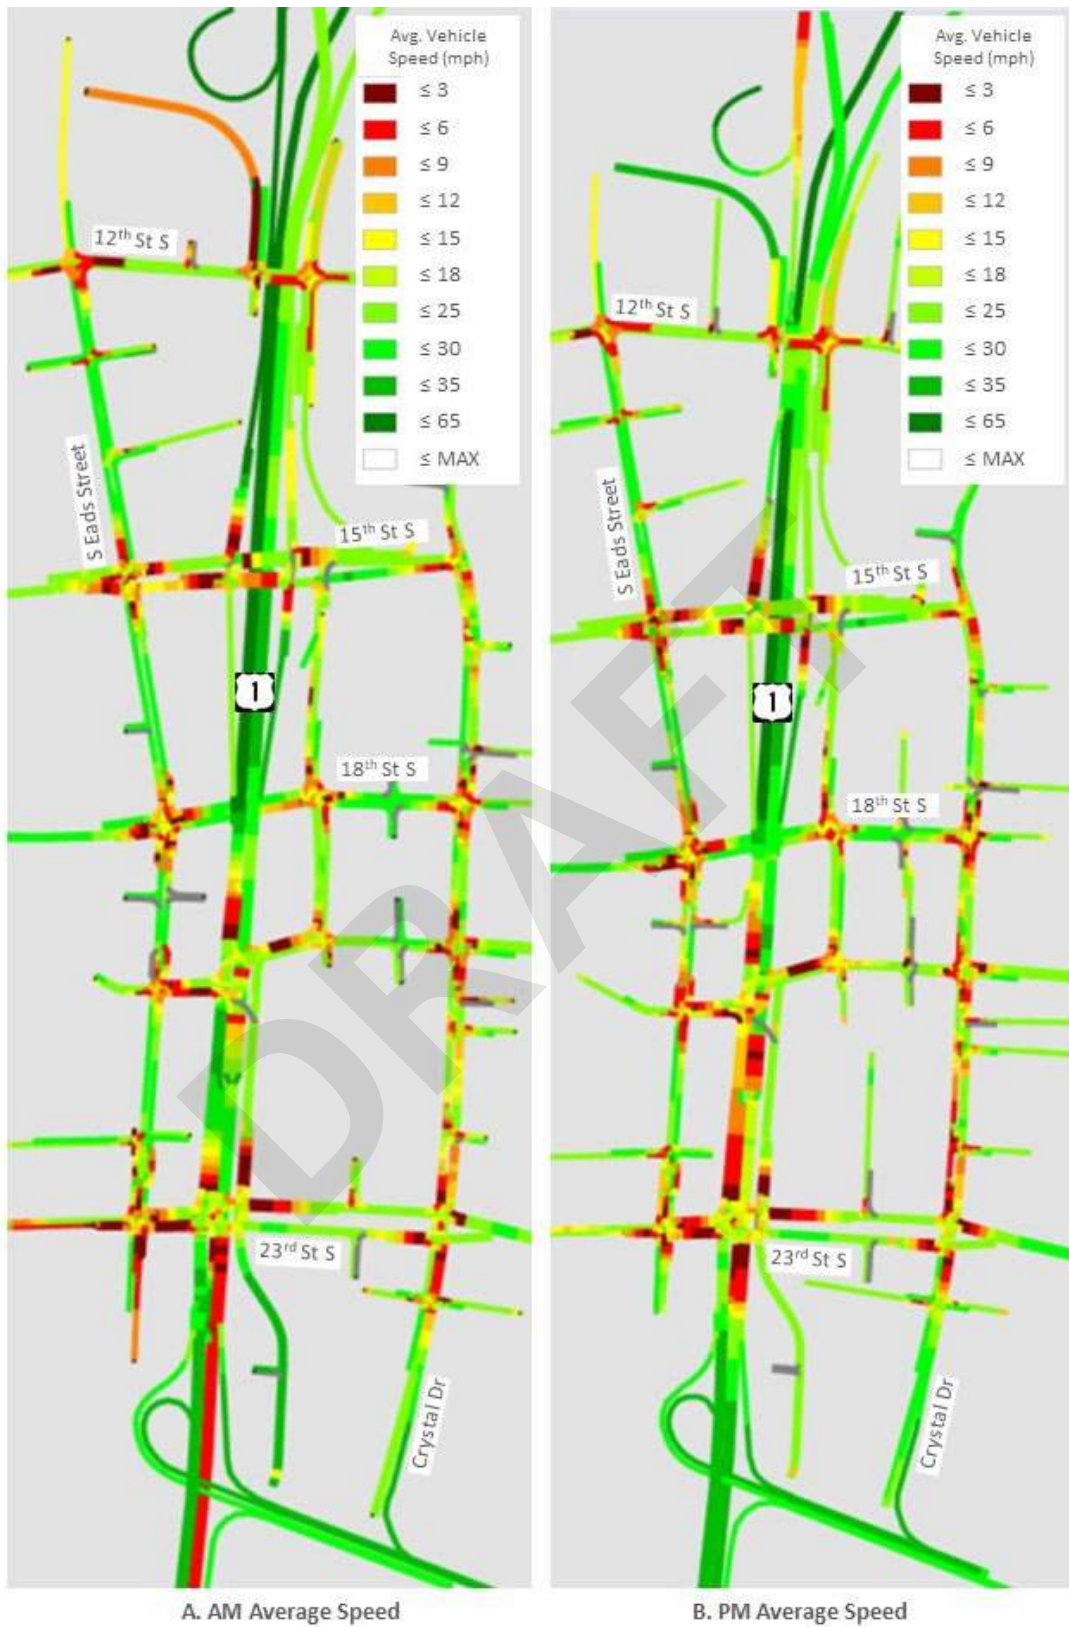 Avg. Vehicle
Speed (mph)
≤ 3
≤ 6
≤ 9
≤ 12
≤ 15
≤ 18
≤ 25
≤ 30
≤ 35
≤ 65
≤ MAX
12th St S
S Eads Street
15th St S
1
18th St S
23rd St S
Crystal Dr
A. AM Average Speed
Avg. Vehicle
Speed (mph)
≤ 3
≤ 6
≤ 9
≤ 12
≤ 15
≤ 18
≤ 25
≤ 30
≤ 35
≤ 65
≤ MAX
12th St S
S Eads Street
15th St S
1
18th St S
23rd St S
Crystal Dr
B. PM Average Speed
DRAFT